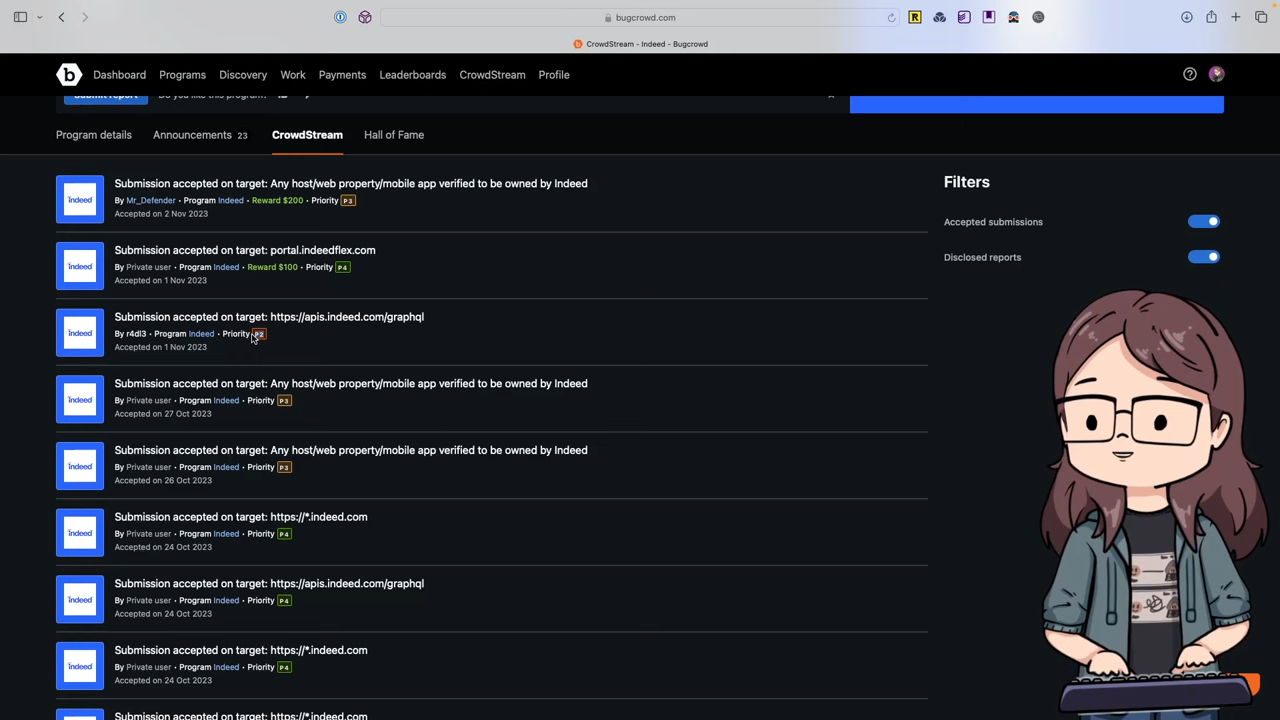 bugcrowd.com
CrowdStream - Indeed - Bugcrowd
Dashboard Programs Discovery Work Payments Leaderboards CrowdStream Profile
Submit report Do you like this program?
Program details Announcements 23 CrowdStream Hall of Fame
Submission accepted on target: Any host/web property/mobile app verified to be owned by Indeed
By Mr_Defender • Program Indeed • Reward $200 • Priority P3
Accepted on 2 Nov 2023
Submission accepted on target: portal.indeedflex.com
By Private user • Program Indeed • Reward $100 • Priority P4
Accepted on 1 Nov 2023
Submission accepted on target: https://apis.indeed.com/graphql
By r4dl3 • Program Indeed • Priority P2
Accepted on 1 Nov 2023
Submission accepted on target: Any host/web property/mobile app verified to be owned by Indeed
By Private user • Program Indeed • Priority P3
Accepted on 27 Oct 2023
Submission accepted on target: Any host/web property/mobile app verified to be owned by Indeed
By Private user • Program Indeed • Priority P3
Accepted on 26 Oct 2023
Submission accepted on target: https://*.indeed.com
By Private user • Program Indeed • Priority P4
Accepted on 24 Oct 2023
Submission accepted on target: https://apis.indeed.com/graphql
By Private user • Program Indeed • Priority P4
Accepted on 24 Oct 2023
Submission accepted on target: https://*.indeed.com
By Private user • Program Indeed • Priority P4
Accepted on 24 Oct 2023
Submission accepted on target: https://*.indeed.com
indeed
indeed
indeed
indeed
indeed
indeed
indeed
indeed
Filters
Accepted submissions
Disclosed reports